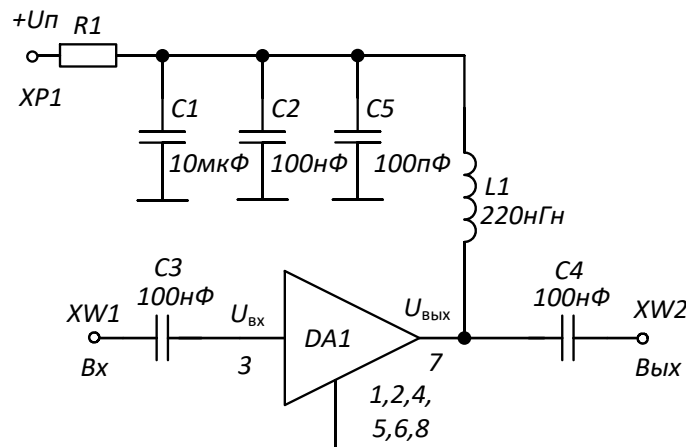 +Uп
R1
XP1
C1
10мкФ
C2
100нФ
C5
100пФ
L1
220нГн
C3
100нФ
C4
100нФ
XW1
Вх
Uвх
3
DA1
Uвых
7
1,2,4,
5,6,8
XW2
Вых